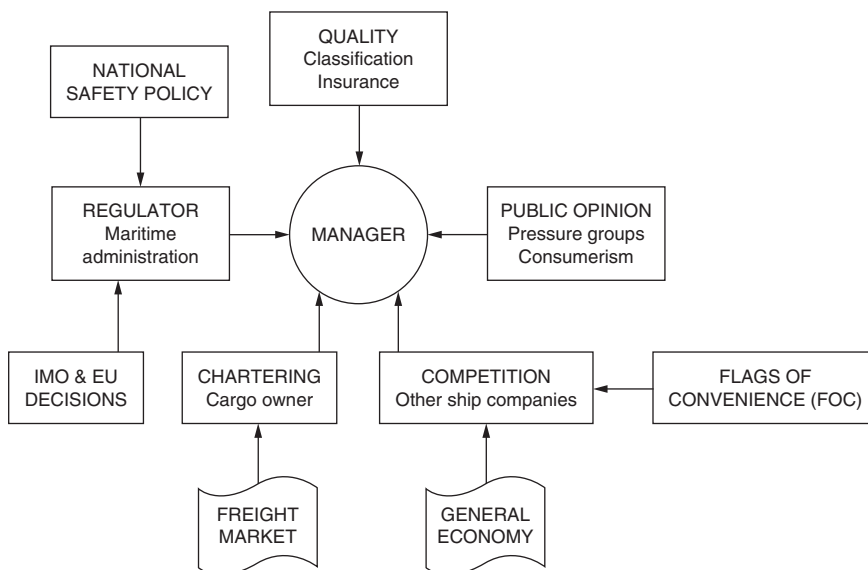 QUALITY
Classification
Insurance
NATIONAL
SAFETY POLICY
REGULATOR
Maritime
administration
MANAGER
PUBLIC OPINION
Pressure groups
Consumerism
IMO & EU
DECISIONS
CHARTERING
Cargo owner
COMPETITION
Other ship companies
FLAGS OF
CONVENIENCE (FOC)
FREIGHT
MARKET
GENERAL
ECONOMY